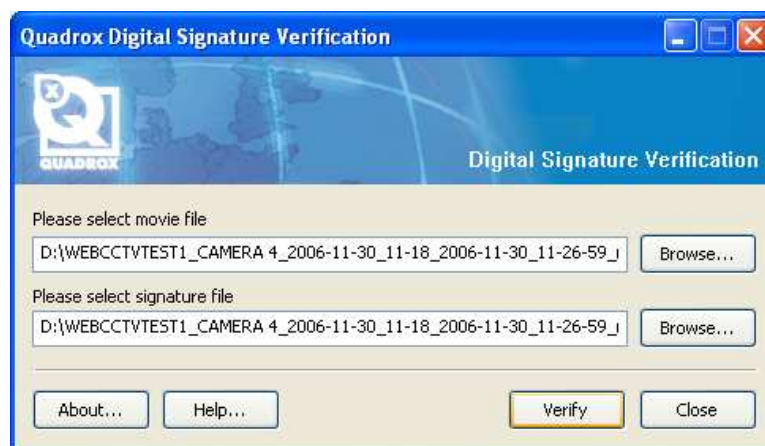 Quadrox Digital Signature Verification
X
Q
QUADROX
Digital Signature Verification
Please select movie file
D:\WEBCCTVTEST1_CAMERA 4_2006-11-30_11-18_2006-11-30_11-26-59_
Browse...
Please select signature file
D:\WEBCCTVTEST1_CAMERA 4_2006-11-30_11-18_2006-11-30_11-26-59_
Browse...
About...
Help...
Verify
Close